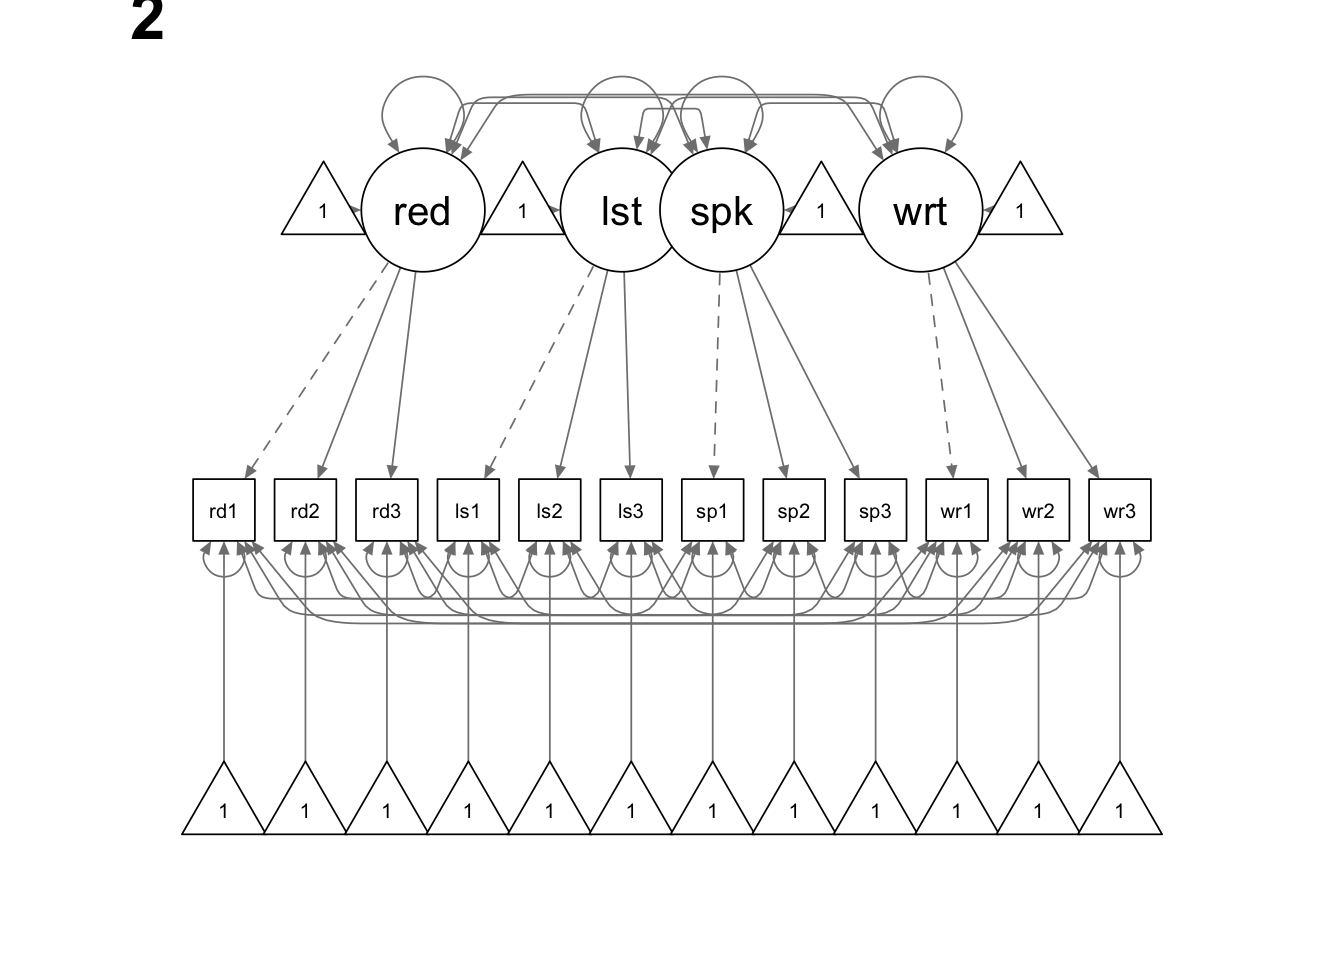 2
1 red 1 lst spk 1 wrt 1
rd1 rd2 rd3 ls1 ls2 ls3 sp1 sp2 sp3 wr1 wr2 wr3
1 1 1 1 1 1 1 1 1 1 1 1